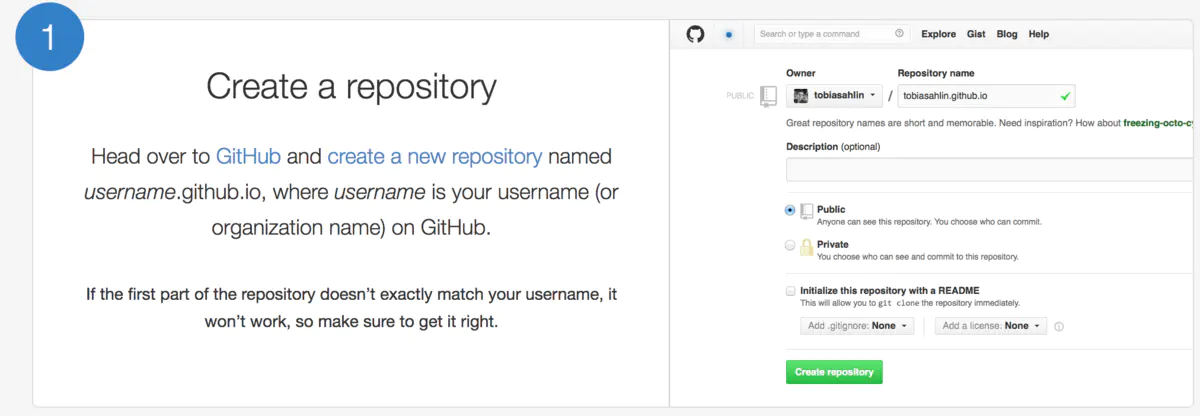 1
Create a repository
Head over to GitHub and create a new repository named
username.github.io, where username is your username (or
organization name) on GitHub.
If the first part of the repository doesn’t exactly match your username, it
won’t work, so make sure to get it right.
Search or type a command
Explore Gist Blog Help
Owner Repository name
PUBLIC tobiasahlin / tobiasahlin.github.io
Great repository names are short and memorable. Need inspiration? How about freezing-octo-cy
Description (optional)
Public
Anyone can see this repository. You choose who can commit.
Private
You choose who can see and commit to this repository.
Initialize this repository with a README
This will allow you to git clone the repository immediately.
Add .gitignore: None Add a license: None
Create repository